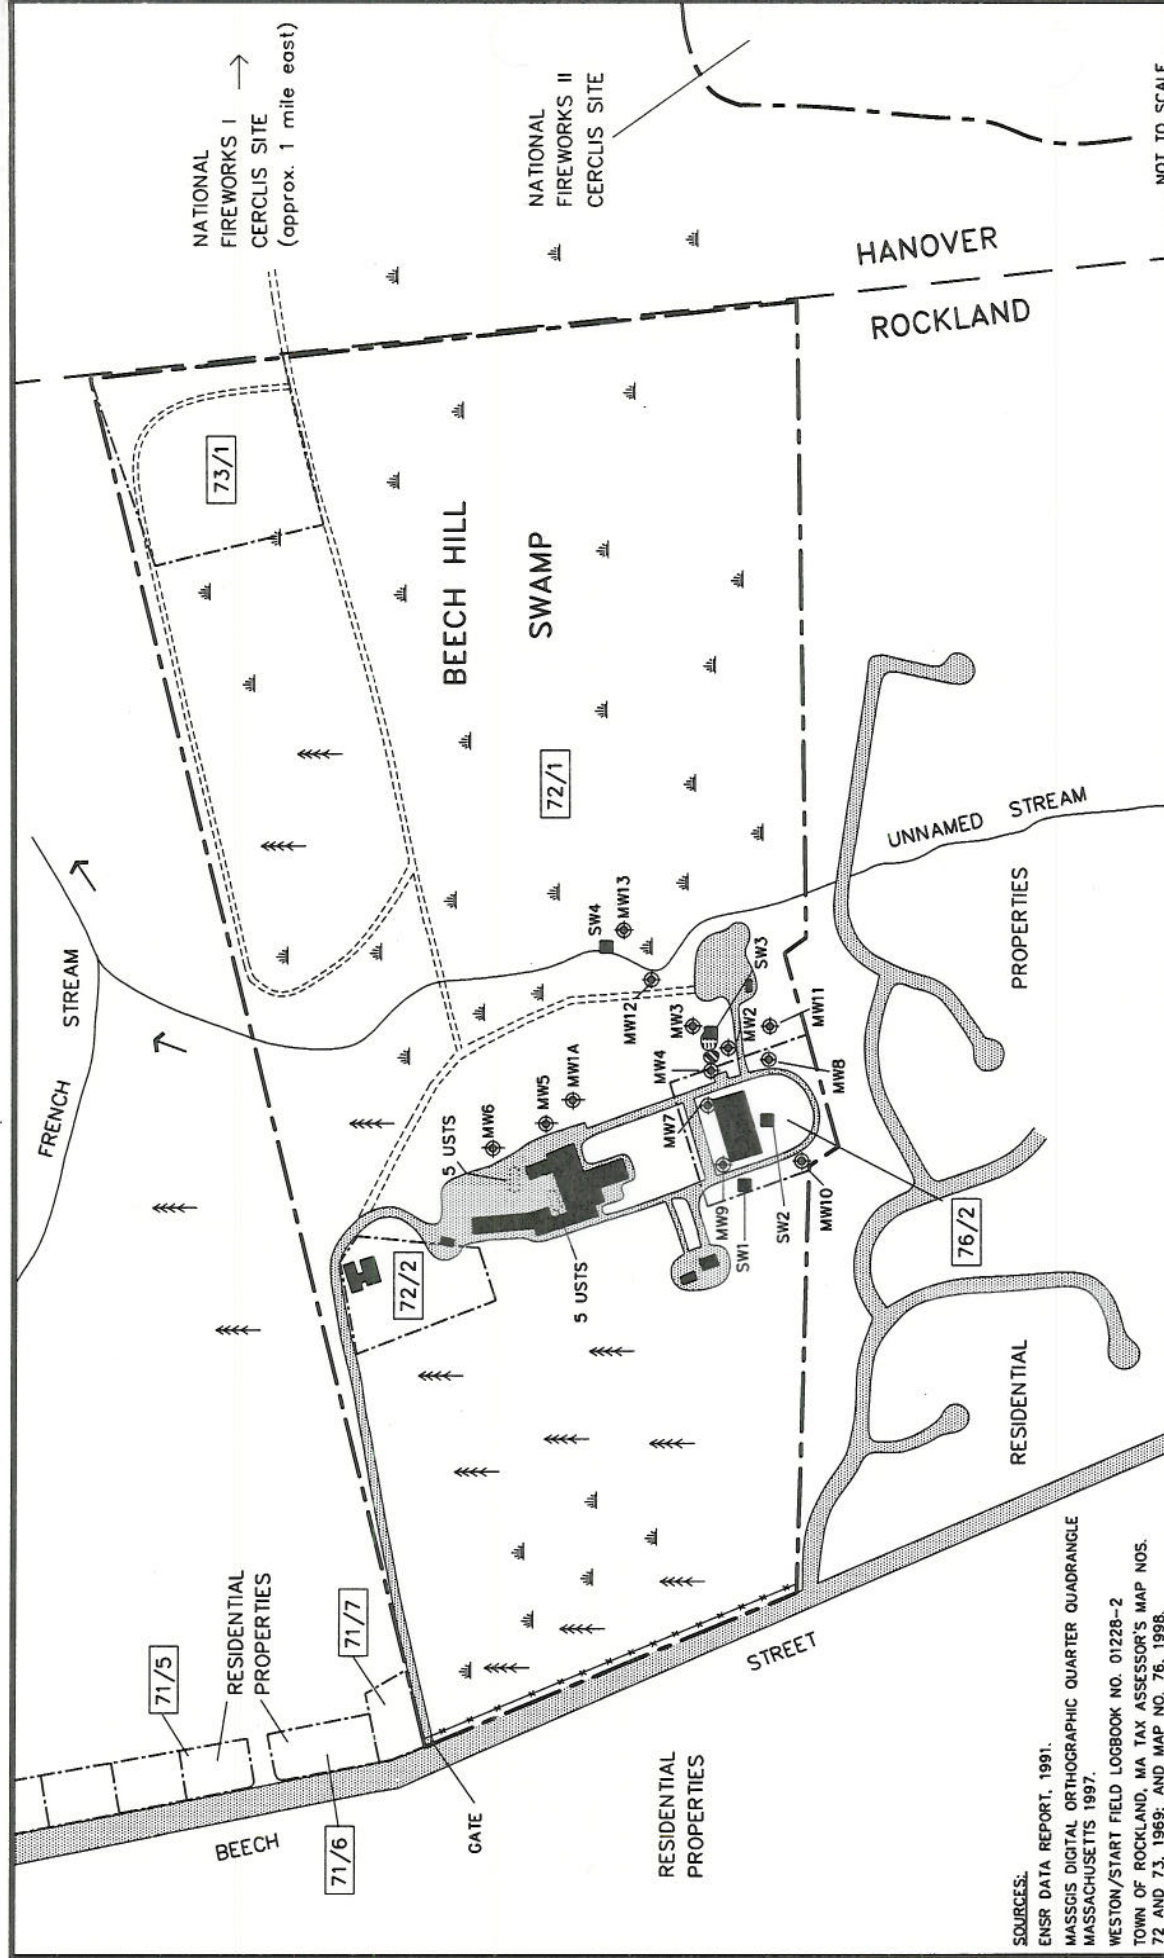 NATIONAL
FIREWORKS I →
CERCLIS SITE
(approx. 1 mile east)
NATIONAL
FIREWORKS II
CERCLIS SITE
NOT TO SCALE
HANOVER
ROCKLAND
73/1
BEECH HILL
SWAMP
72/1
FRENCH STREAM
UNNAMED STREAM
SW4
MW13
MW12
SW3
MW3
MW2
MW11
MW4
MW8
MW7
MW1A
MW5
MW6
5 USTS
MW9
SW1
SW2
MW10
76/2
72/2
5 USTS
RESIDENTIAL PROPERTIES
71/5
RESIDENTIAL
PROPERTIES
71/7
71/6
BEECH STREET
GATE
RESIDENTIAL
PROPERTIES
SOURCES:
ENSR DATA REPORT, 1991.
MASSGIS DIGITAL ORTHOGRAPHIC QUARTER QUADRANGLE
MASSACHUSETTS 1997.
WESTON/START FIELD LOGBOOK NO. 01228-2
TOWN OF ROCKLAND, MA TAX ASSESSOR'S MAP NOS.
72 AND 73, 1969; AND MAP NO. 76, 1998.